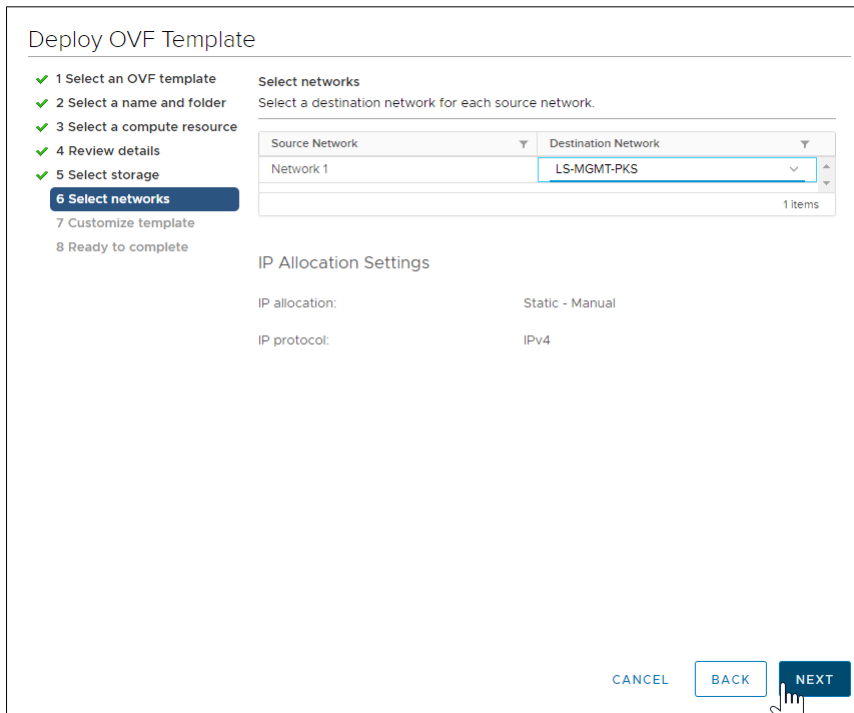 Deploy OVF Template
1 Select an OVF template
2 Select a name and folder
3 Select a compute resource
4 Review details
5 Select storage
6 Select networks
7 Customize template
8 Ready to complete
Select networks
Select a destination network for each source network.
Source Network Destination Network
Network 1 LS-MGMT-PKS
1 items
IP Allocation Settings
IP allocation: Static - Manual
IP protocol: IPv4
CANCEL BACK NEXT